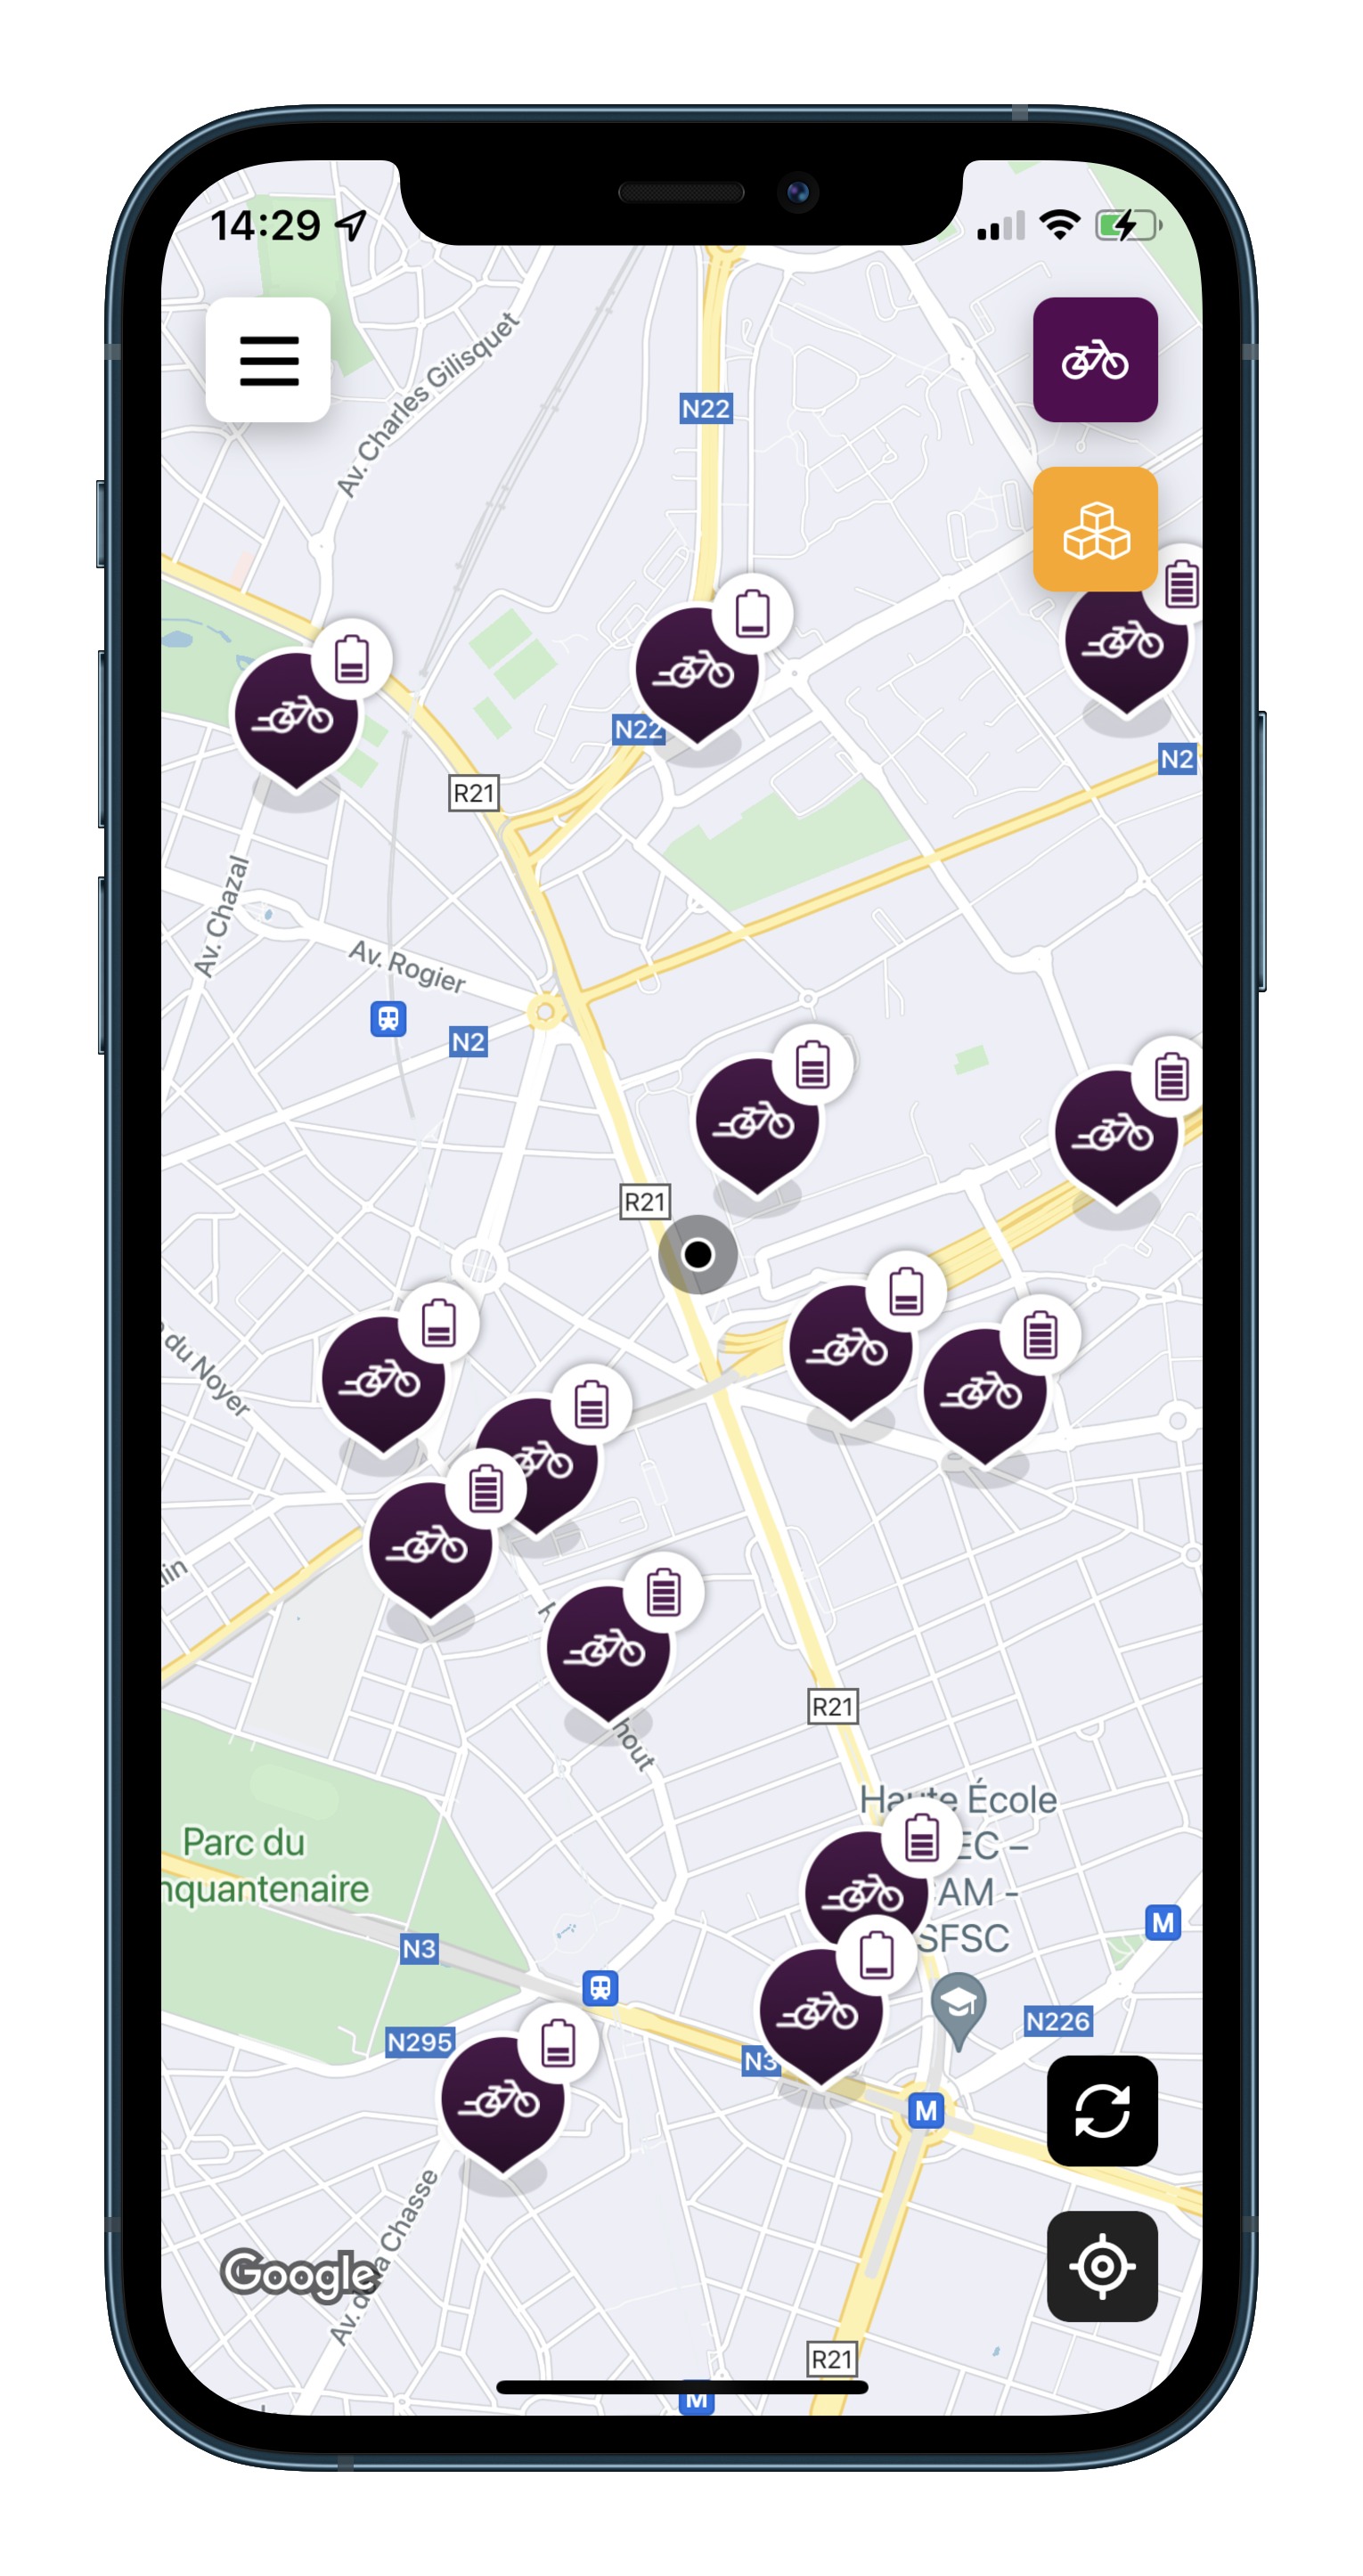 14:29
Av. Charles Gilisquet
N22
N22
N2
R21
Av. Chazal
Av. Rogier
N2
R21
du Noyer
hout
R21
Haute École
EC –
AM -
SFSC
Parc du
nquantenaire
M
N3
N226
N295
N3
M
Av. de la Chasse
Google
R21
M